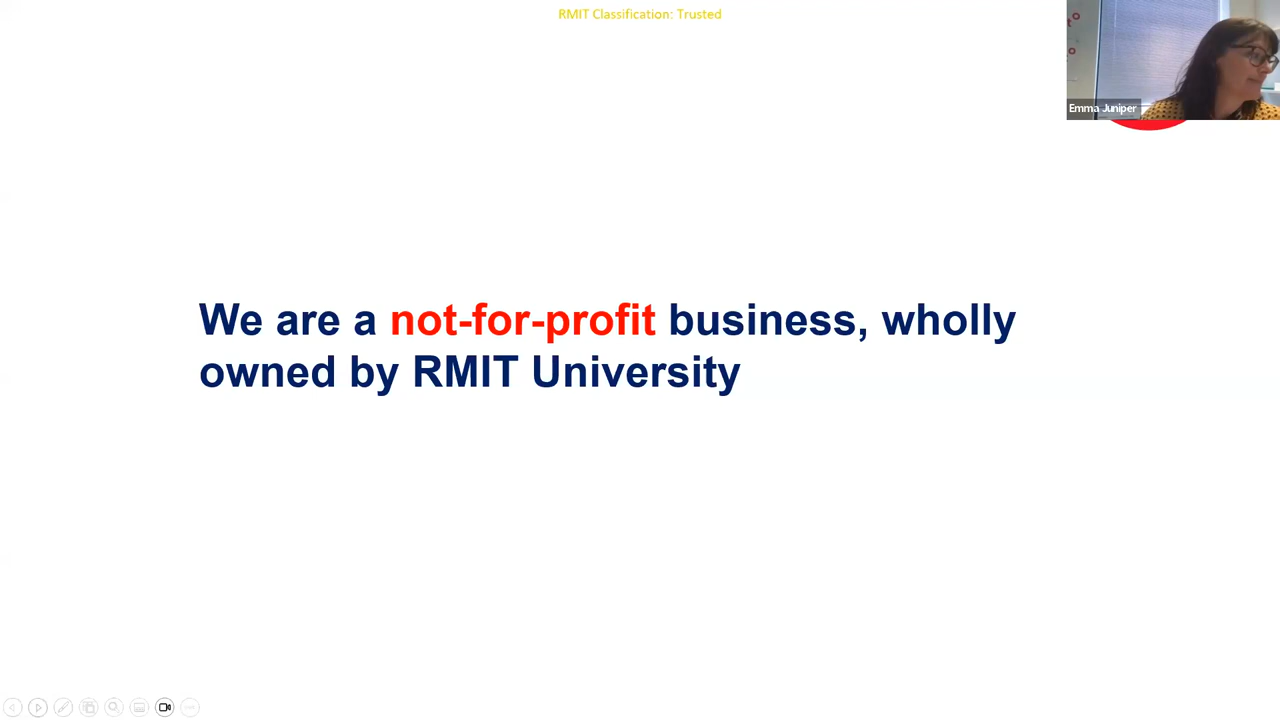 RMIT Classification: Trusted
Emma Juniper
We are a not-for-profit business, wholly
owned by RMIT University